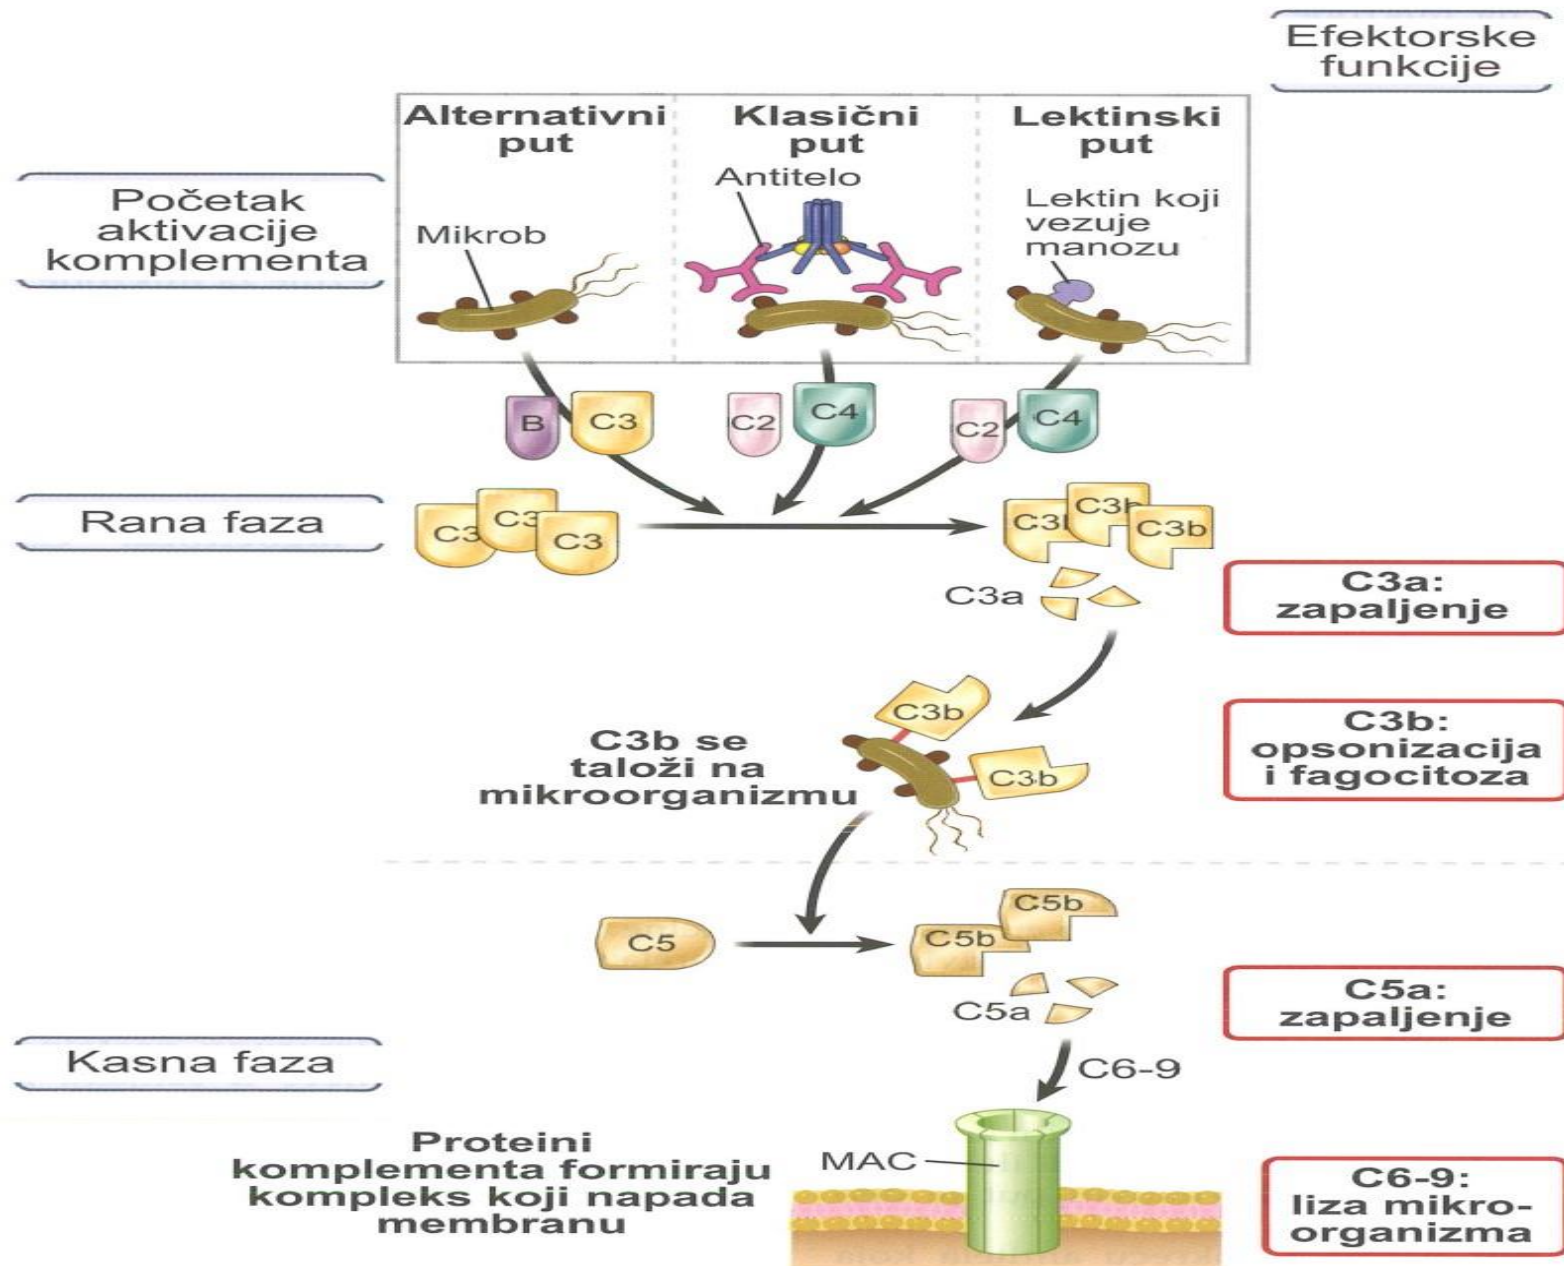 Efektorske
funkcije
Alternativni
put
Klasični
put
Lektinski
put
Početak
aktivacije
komplementa
Mikrob
Antitelo
Lektin koji
vezuje
manozu
B
C3
C2
C4
C2
C4
Rana faza
C3
C3
C3
C3b
C3b
C3b
C3a
C3a:
zapaljenje
C3b se
taloži na
mikroorganizmu
C3b
C3b
C3b:
opsonizacija
i fagocitoza
C5
C5b
C5b
C5a
C5a:
zapaljenje
Kasna faza
C6-9
Proteini
komplementa formiraju
kompleks koji napada
membranu
MAC
C6-9:
liza mikro-
organizma